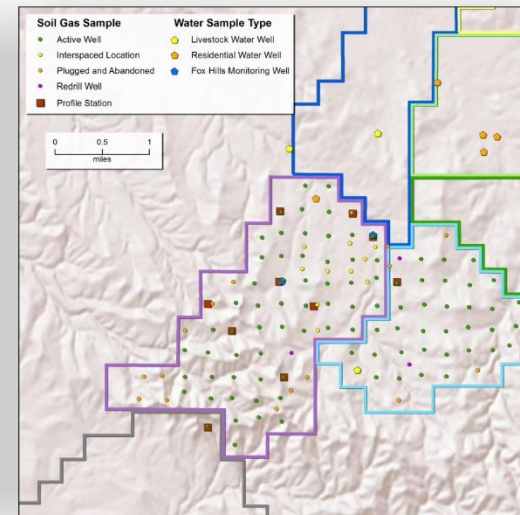 Soil Gas Sample
Active Well
Interspaced Location
Plugged and Abandoned
Redrill Well
Profile Station
Water Sample Type
Livestock Water Well
Residential Water Well
Fox Hills Monitoring Well
0 0.5 1
miles